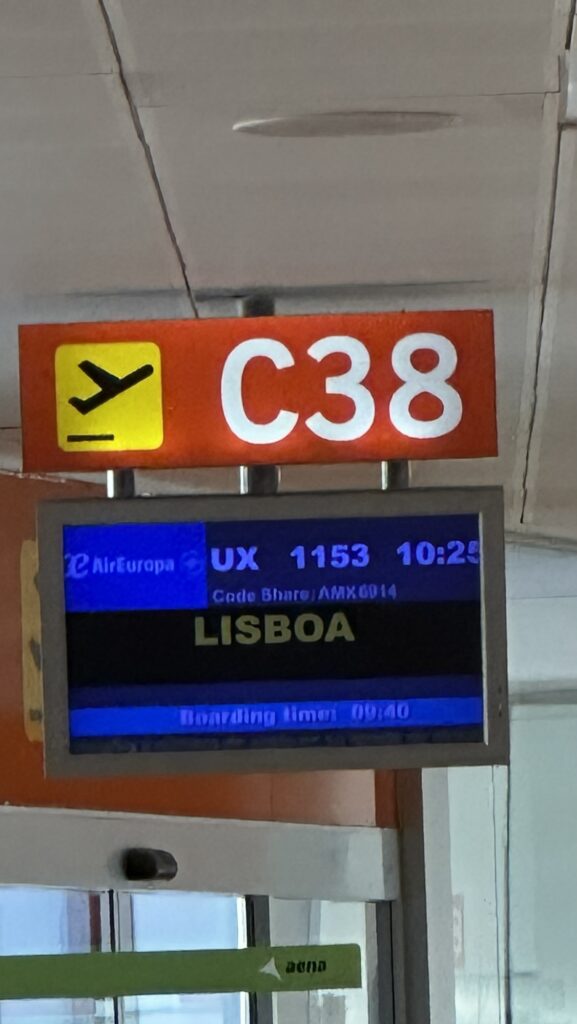 C38
AirEuropa UX 1153 10:25
Code Share: AMX6014
LISBOA
Boarding time: 09:40
aena